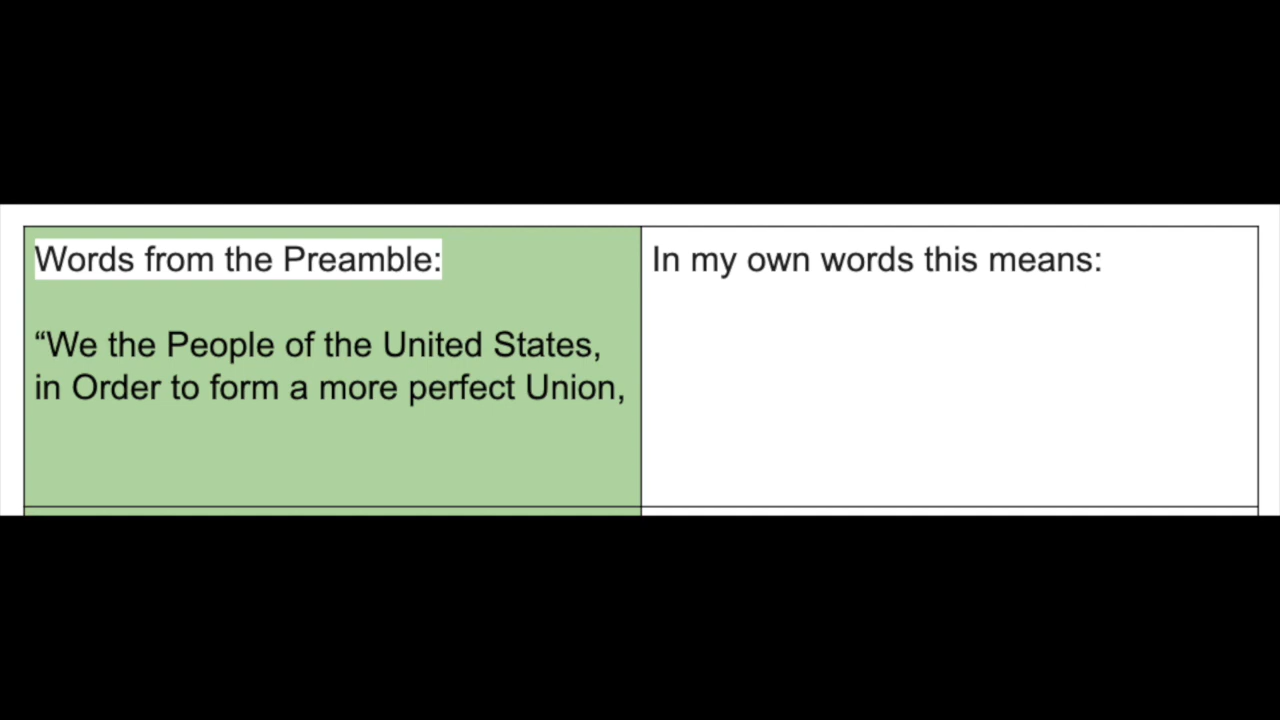 Words from the Preamble:
“We the People of the United States,
in Order to form a more perfect Union,
In my own words this means: